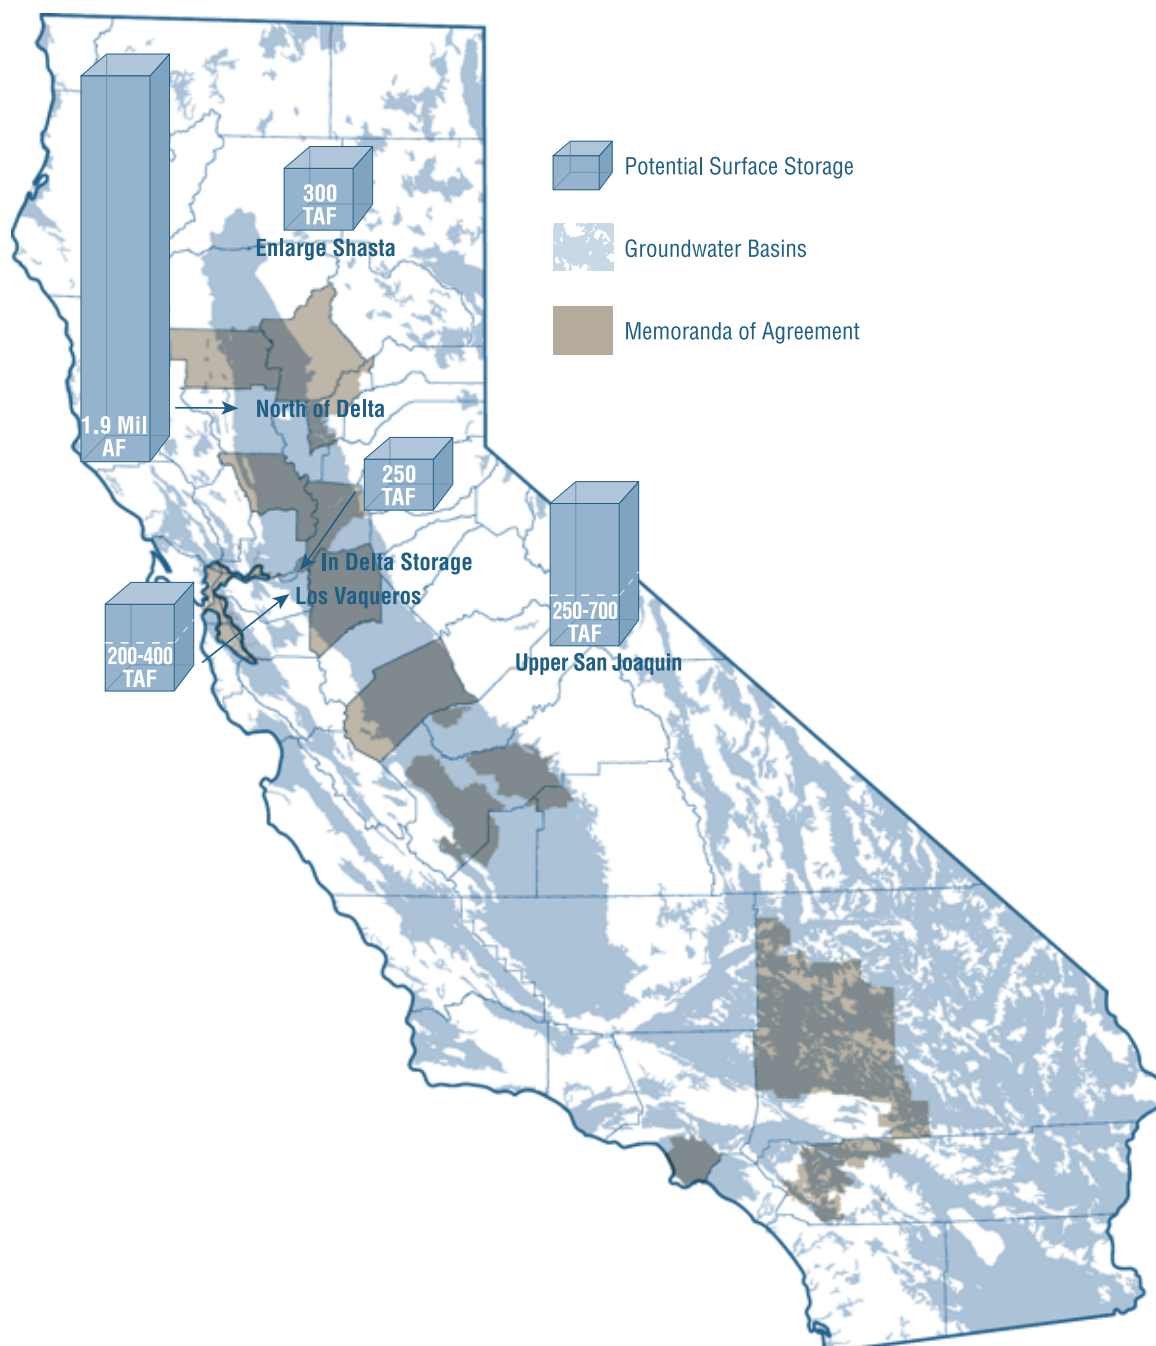 Potential Surface Storage
Groundwater Basins
Memoranda of Agreement
300
TAF
Enlarge Shasta
1.9 Mil
AF
North of Delta
250
TAF
In Delta Storage
Los Vaqueros
200-400
TAF
250-700
TAF
Upper San Joaquin